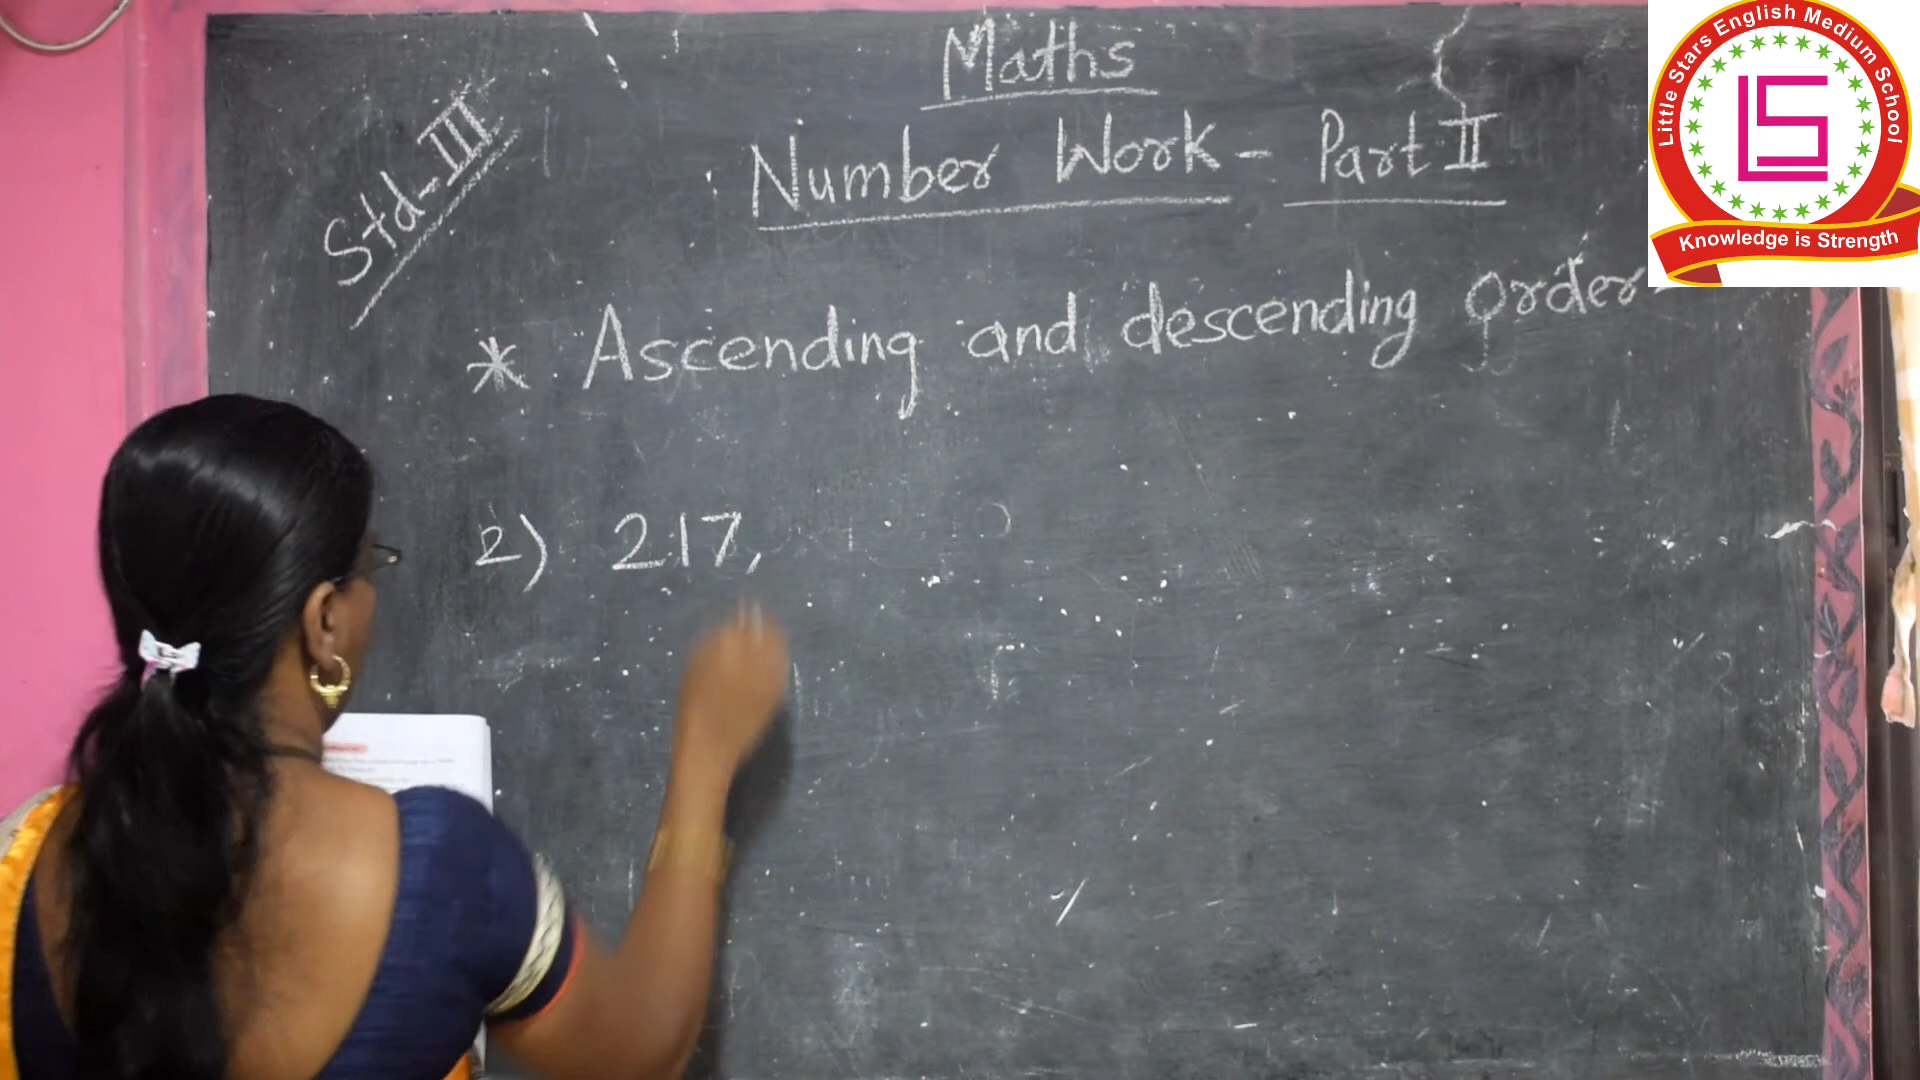 Maths
Std-III
Number Work - Part II
* Ascending and descending Order-
2) 217,
Little Stars English Medium School
LS
Knowledge is Strength